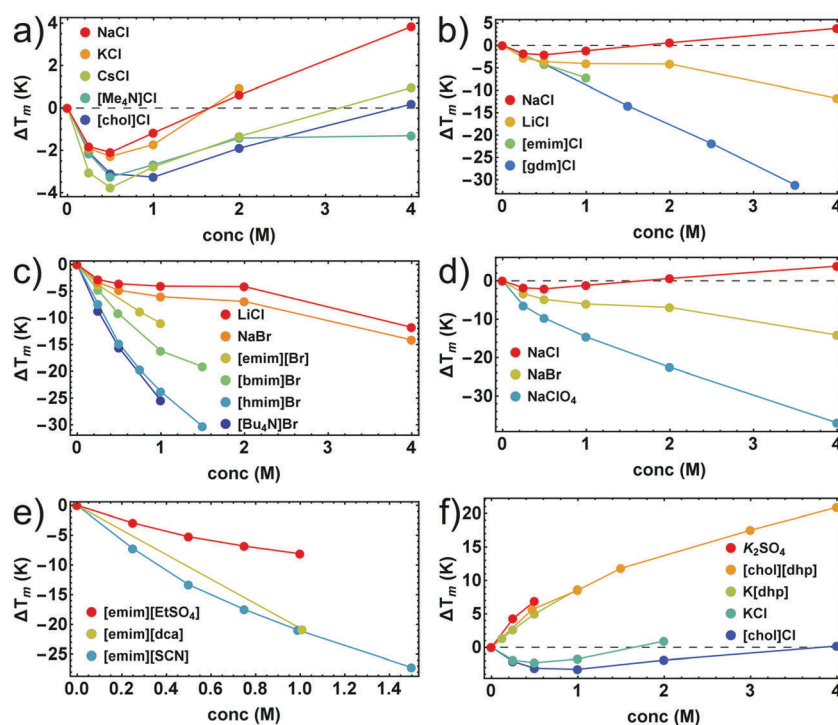 a)
NaCl
KCl
CsCl
[Me₄N]Cl
[chol]Cl
ΔTm (K)
4
2
0
−2
−4
0 1 2 3 4
conc (M)
b)
NaCl
LiCl
[emim]Cl
[gdm]Cl
ΔTm (K)
5
0
−5
−10
−15
−20
−25
−30
0 1 2 3 4
conc (M)
c)
LiCl
NaBr
[emim][Br]
[bmim]Br
[hmim]Br
[Bu₄N]Br
ΔTm (K)
0
−5
−10
−15
−20
−25
−30
0 1 2 3 4
conc (M)
d)
NaCl
NaBr
NaClO₄
ΔTm (K)
0
−10
−20
−30
0 1 2 3 4
conc (M)
e)
[emim][EtSO₄]
[emim][dca]
[emim][SCN]
ΔTm (K)
0
−5
−10
−15
−20
−25
0.0 0.2 0.4 0.6 0.8 1.0 1.2 1.4
conc (M)
f)
K₂SO₄
[chol][dhp]
K[dhp]
KCl
[chol]Cl
ΔTm (K)
20
15
10
5
0
−5
0 1 2 3 4
conc (M)